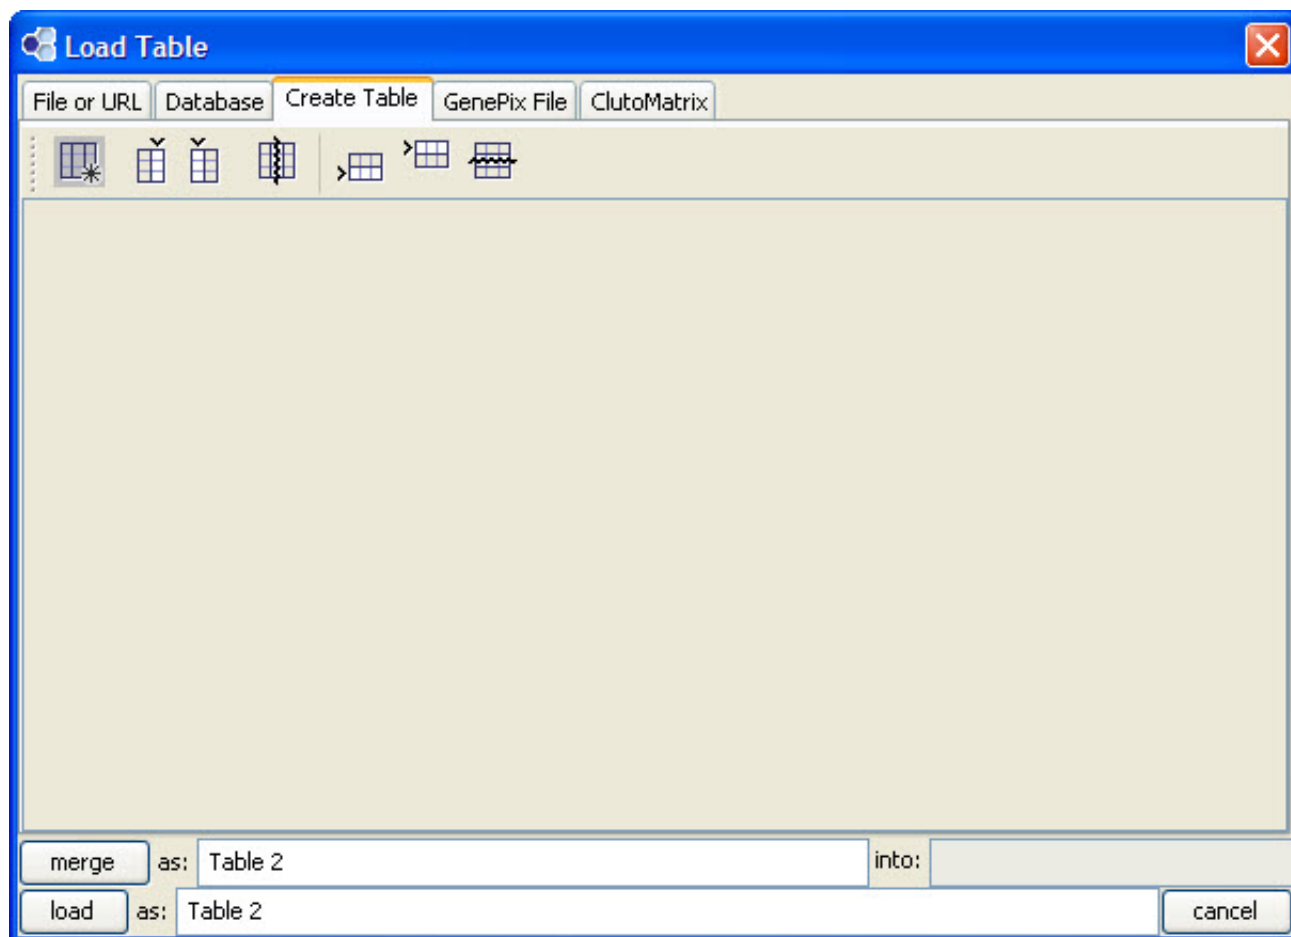 Load Table
File or URL Database Create Table GenePix File ClutoMatrix
merge as: Table 2 into:
load as: Table 2 cancel